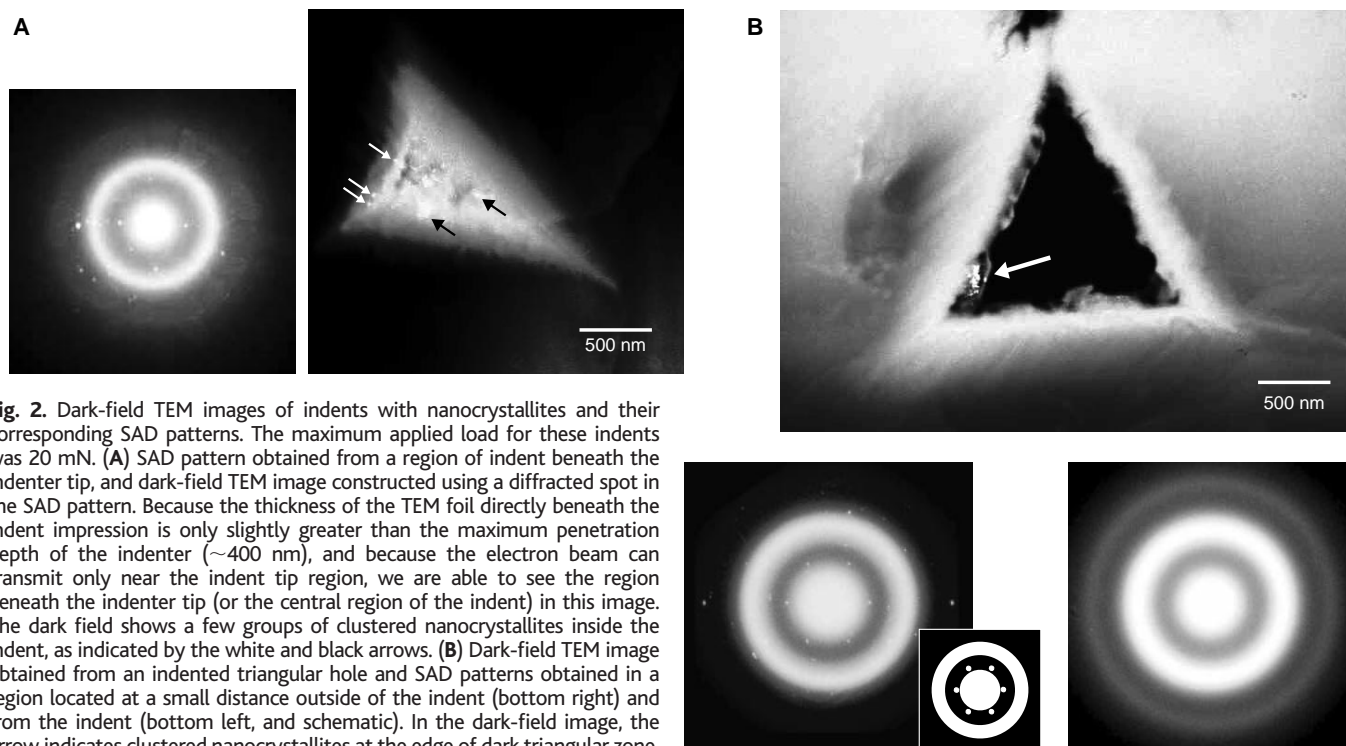 A
B
500 nm
500 nm
ig. 2. Dark-field TEM images of indents with nanocrystallites and their
orresponding SAD patterns. The maximum applied load for these indents
was 20 mN. (A) SAD pattern obtained from a region of indent beneath the
ndenter tip, and dark-field TEM image constructed using a diffracted spot in
he SAD pattern. Because the thickness of the TEM foil directly beneath the
ndent impression is only slightly greater than the maximum penetration
epth of the indenter (~400 nm), and because the electron beam can
ransmit only near the indent tip region, we are able to see the region
eneath the indenter tip (or the central region of the indent) in this image.
he dark field shows a few groups of clustered nanocrystallites inside the
ndent, as indicated by the white and black arrows. (B) Dark-field TEM image
btained from an indented triangular hole and SAD patterns obtained in a
egion located at a small distance outside of the indent (bottom right) and
rom the indent (bottom left, and schematic). In the dark-field image, the
rrow indicates clustered nanocrystallites at the edge of dark triangular zone.